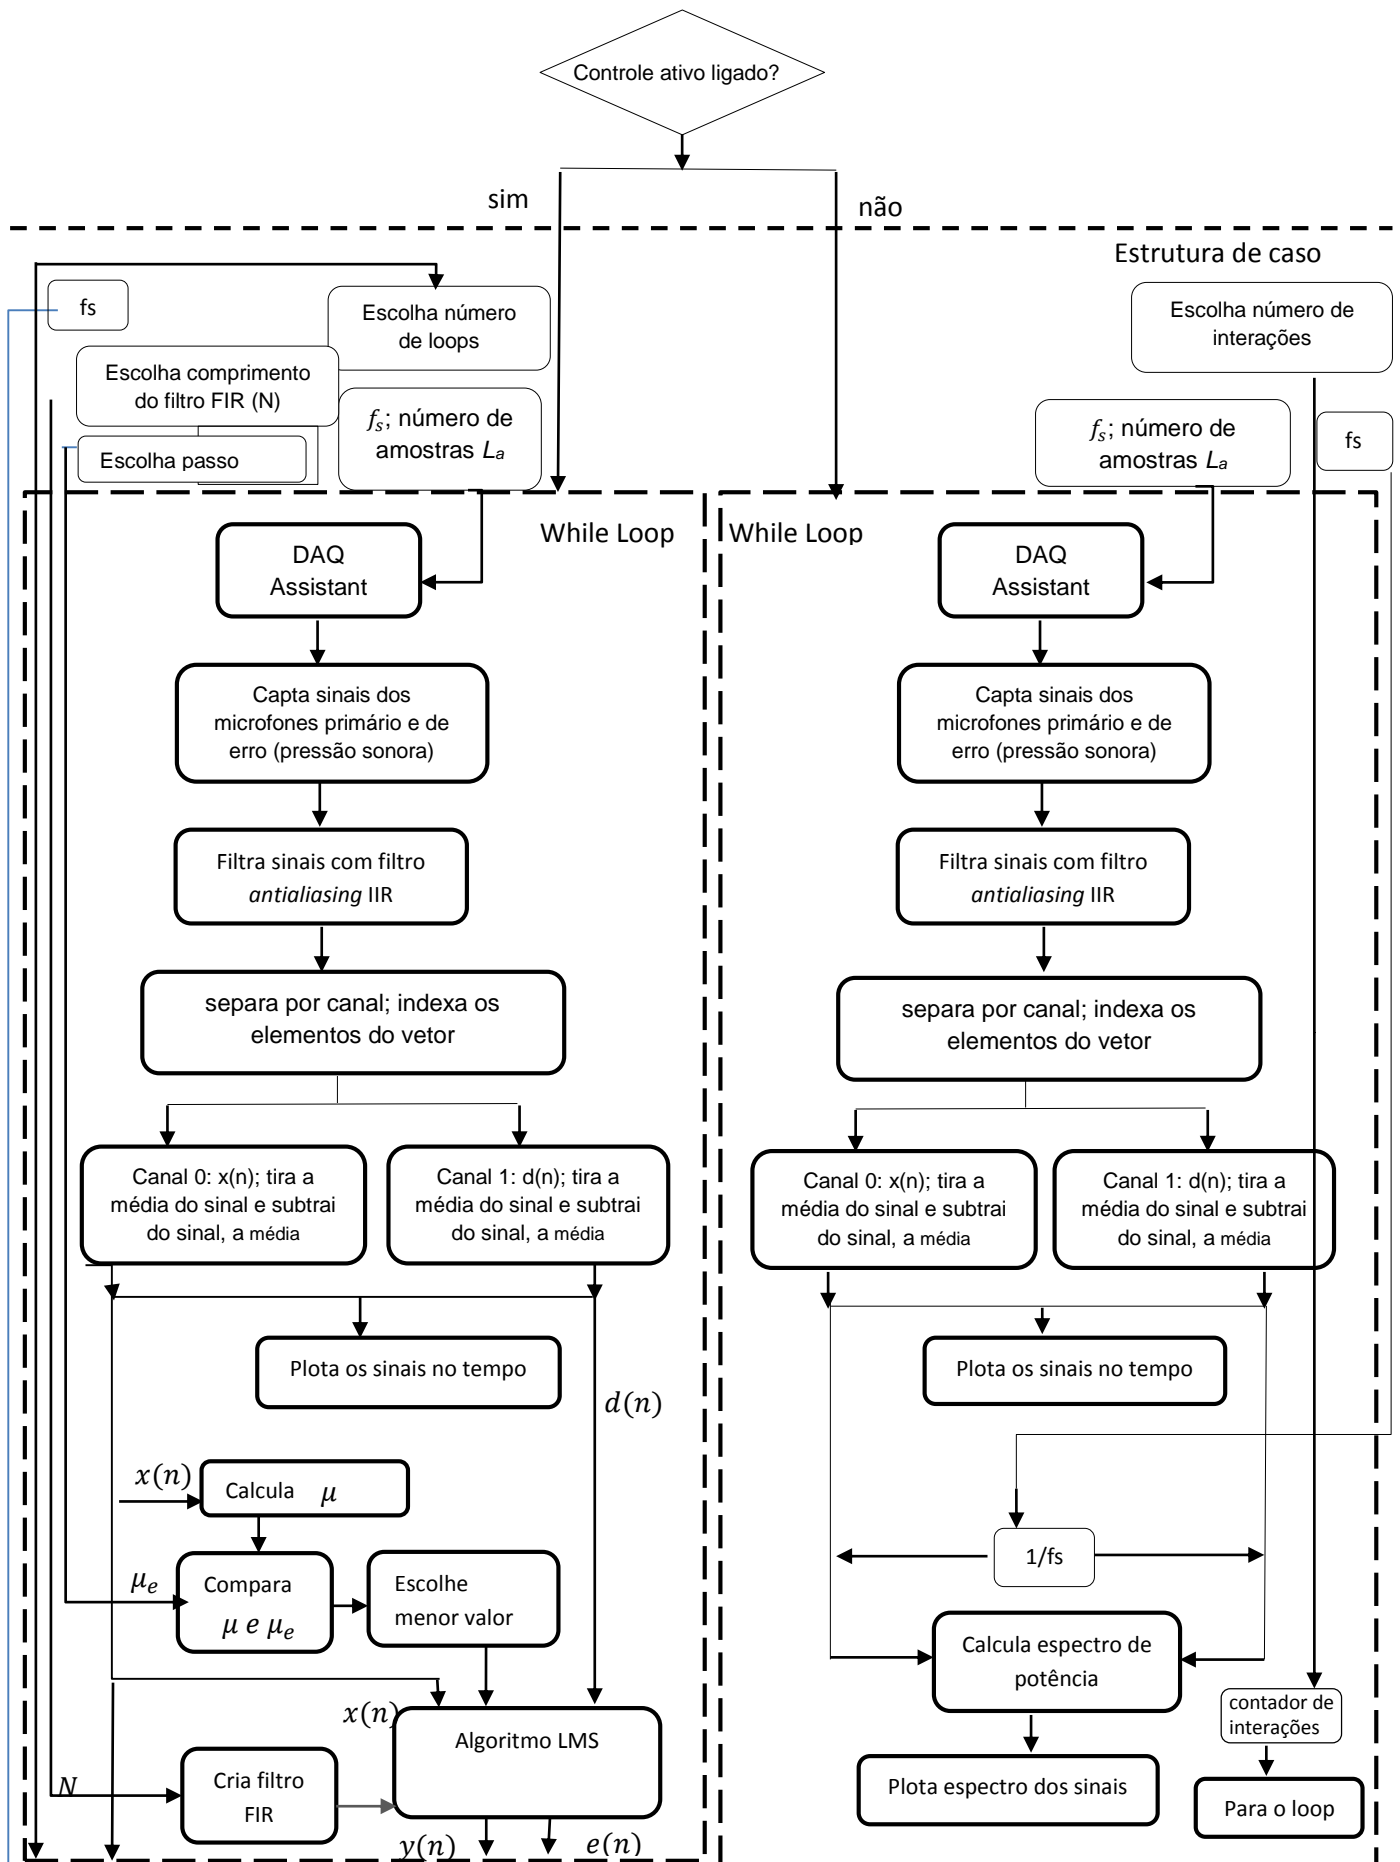 Controle ativo ligado?
sim
não
Estrutura de caso
fs
Escolha número
de loops
Escolha comprimento
do filtro FIR (N)
Escolha passo
fₛ; número de
amostras Lₐ
Escolha número de
interações
fₛ; número de
amostras Lₐ
fs
While Loop
DAQ
Assistant
Capta sinais dos
microfones primário e de
erro (pressão sonora)
Filtra sinais com filtro
antialiasing IIR
separa por canal; indexa os
elementos do vetor
Canal 0: x(n); tira a
média do sinal e subtrai
do sinal, a média
Canal 1: d(n); tira a
média do sinal e subtrai
do sinal, a média
Plota os sinais no tempo
d(n)
x(n)
Calcula μ
μₑ
Compara
μ e μₑ
Escolhe
menor valor
x(n)
Algoritmo LMS
N
Cria filtro
FIR
y(n)
e(n)
While Loop
DAQ
Assistant
Capta sinais dos
microfones primário e de
erro (pressão sonora)
Filtra sinais com filtro
antialiasing IIR
separa por canal; indexa os
elementos do vetor
Canal 0: x(n); tira a
média do sinal e subtrai
do sinal, a média
Canal 1: d(n); tira a
média do sinal e subtrai
do sinal, a média
Plota os sinais no tempo
1/fs
Calcula espectro de
potência
Plota espectro dos sinais
contador de
interações
Para o loop